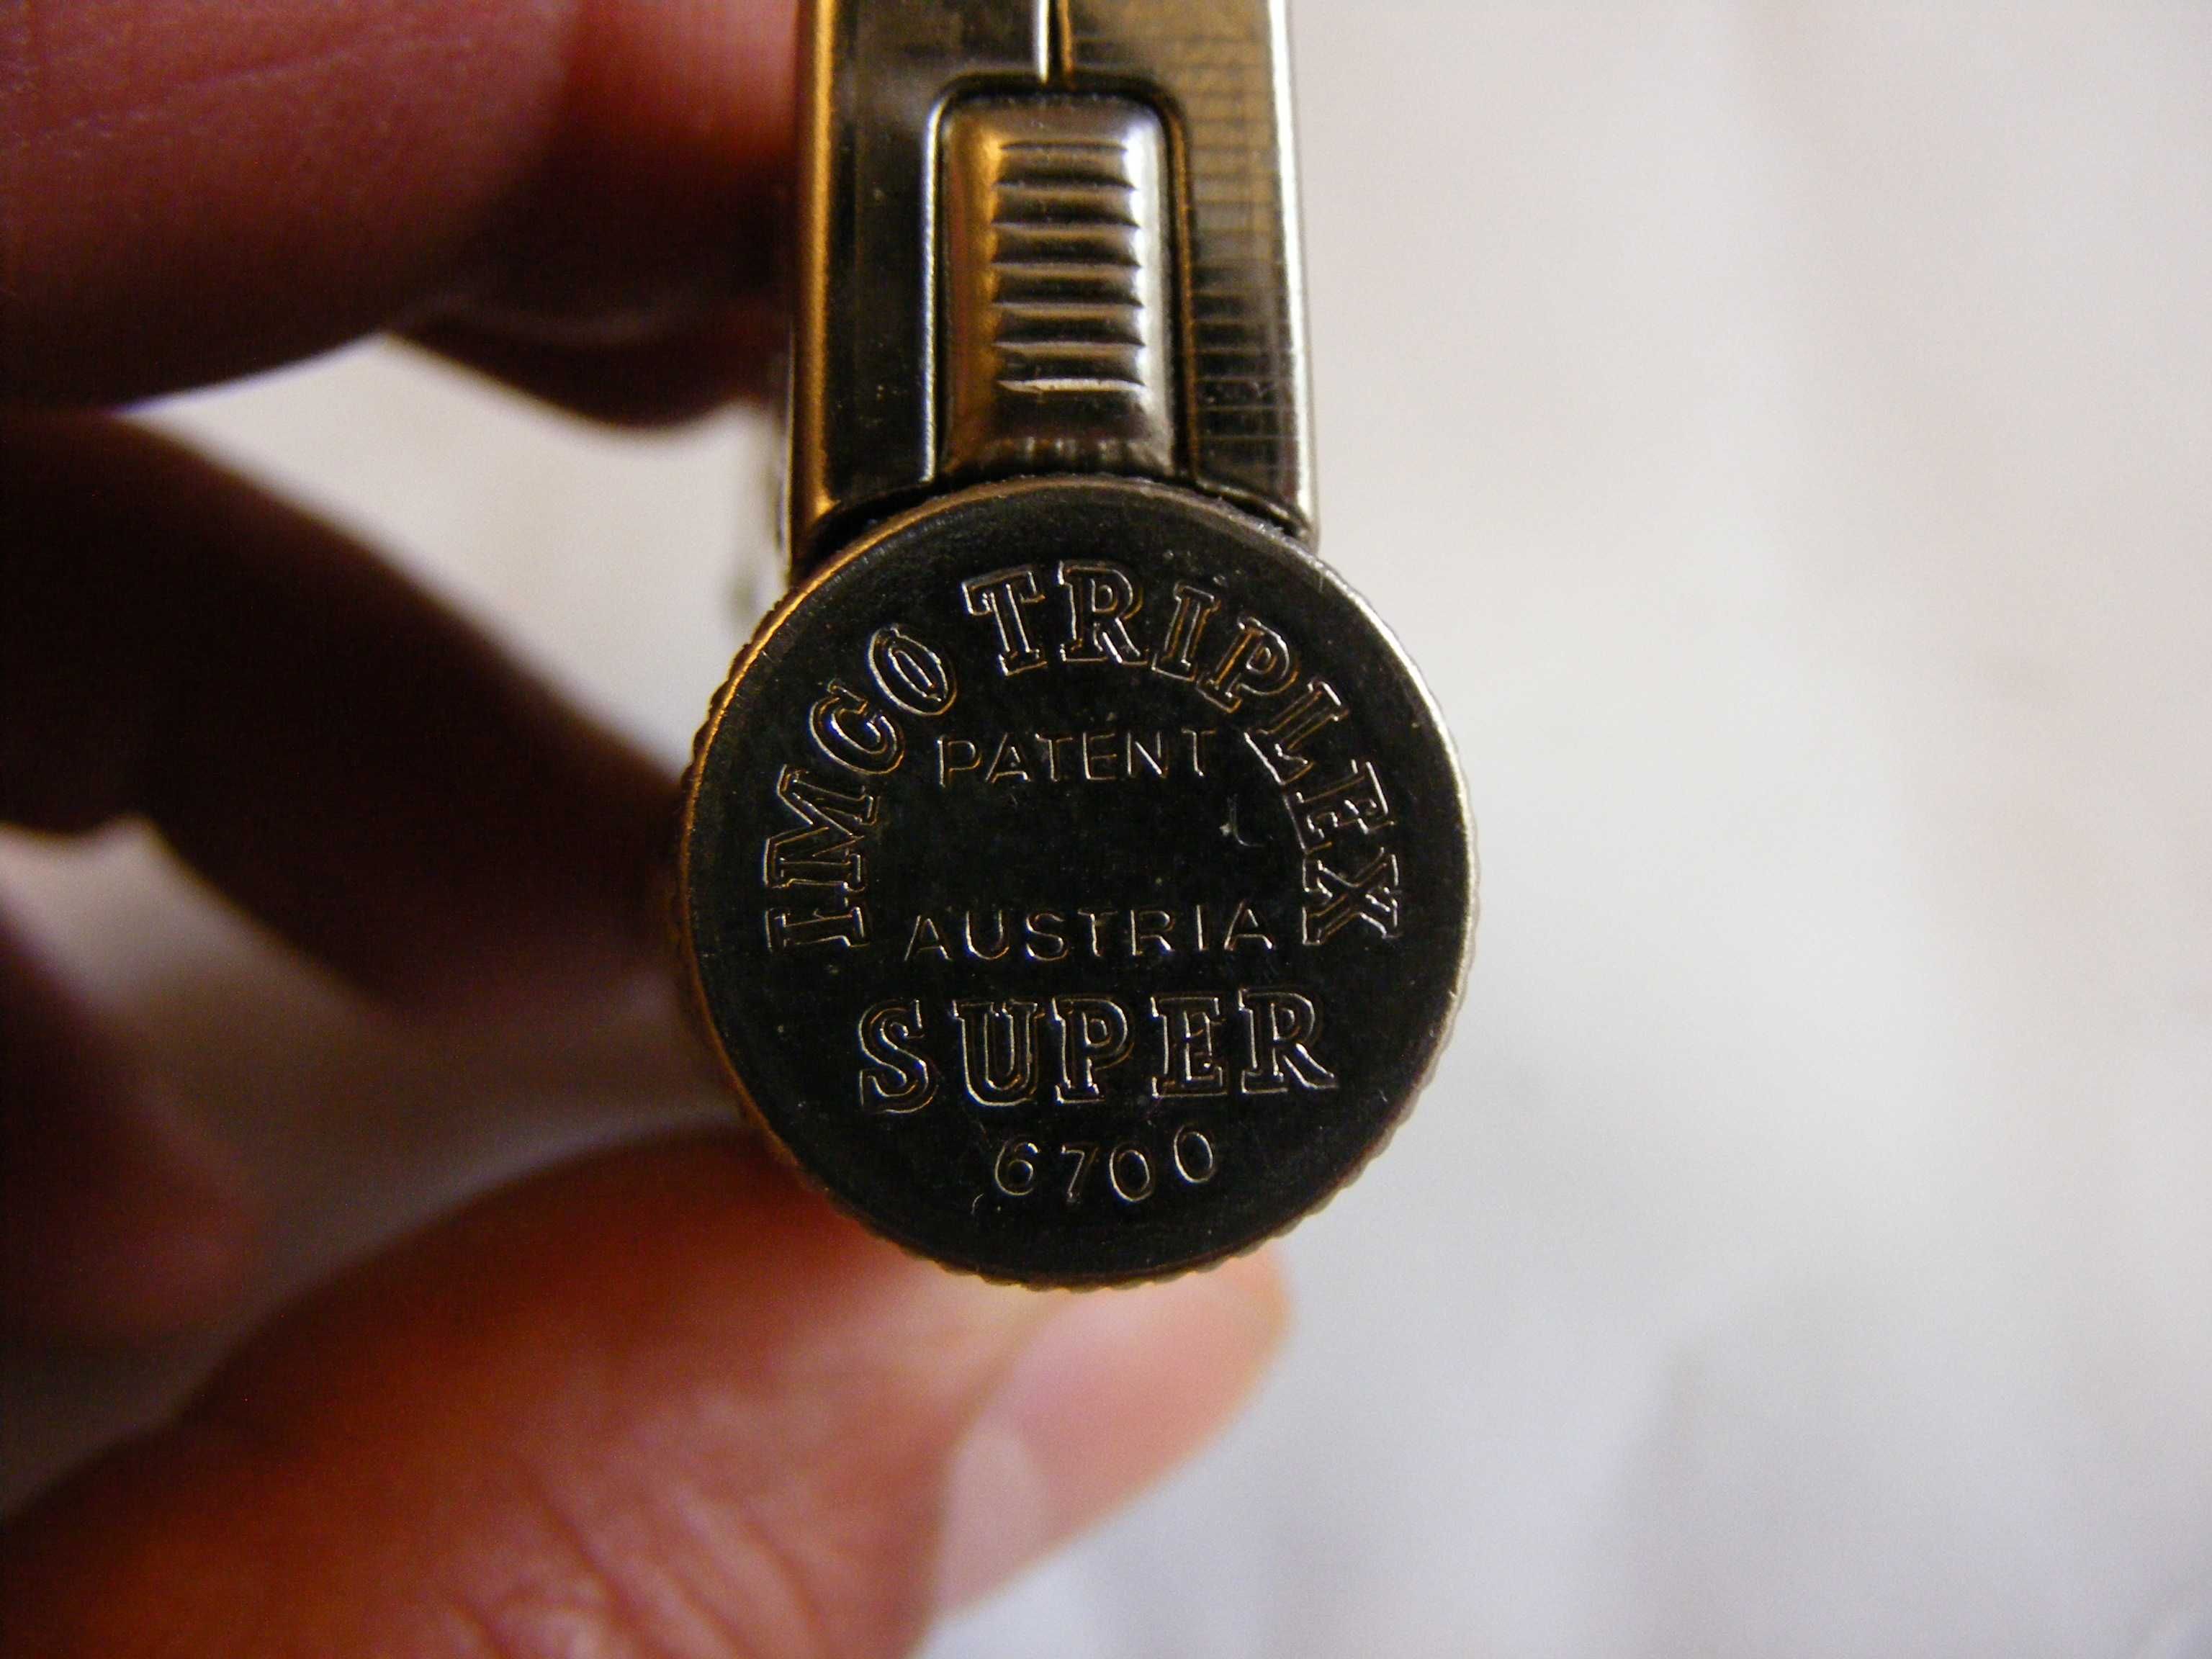 IMCO TRIPLEX
PATENT
AUSTRIA
SUPER
6700